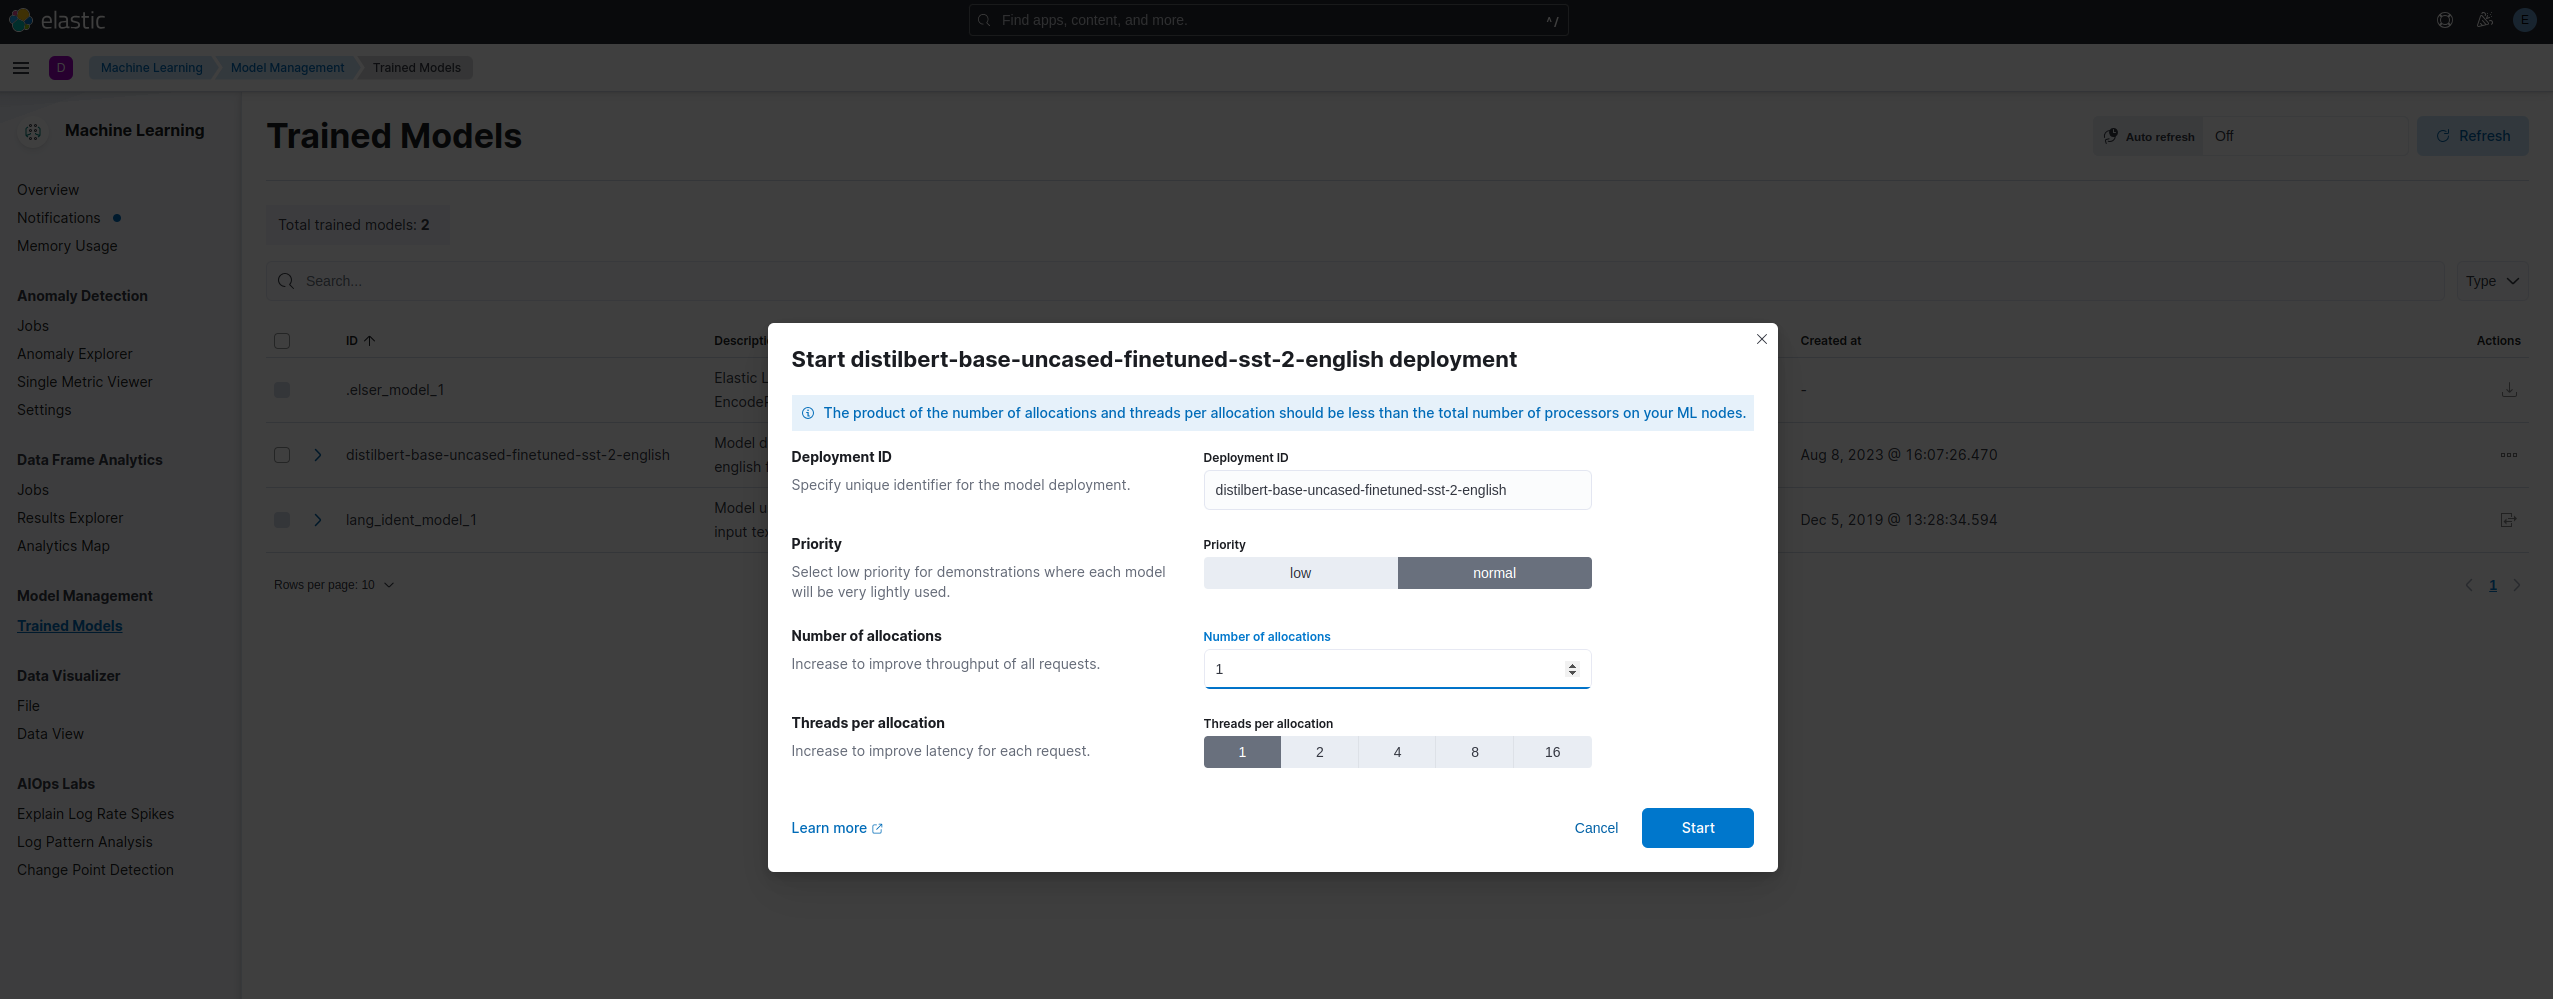 elastic
Find apps, content, and more.
^/
E
D
Machine Learning
Model Management
Trained Models
Machine Learning
Overview
Notifications
Memory Usage
Anomaly Detection
Jobs
Anomaly Explorer
Single Metric Viewer
Settings
Data Frame Analytics
Jobs
Results Explorer
Analytics Map
Model Management
Trained Models
Data Visualizer
File
Data View
AIOps Labs
Explain Log Rate Spikes
Log Pattern Analysis
Change Point Detection
Trained Models
Auto refresh
Off
Refresh
Total trained models: 2
Search...
Type
ID
Descripti
Created at
Actions
.elser_model_1
Elastic L
Encode
-
distilbert-base-uncased-finetuned-sst-2-english
Model d
english f
Aug 8, 2023 @ 16:07:26.470
lang_ident_model_1
Model u
input te
Dec 5, 2019 @ 13:28:34.594
Rows per page: 10
1
Start distilbert-base-uncased-finetuned-sst-2-english deployment
The product of the number of allocations and threads per allocation should be less than the total number of processors on your ML nodes.
Deployment ID
Specify unique identifier for the model deployment.
Deployment ID
distilbert-base-uncased-finetuned-sst-2-english
Priority
Select low priority for demonstrations where each model
will be very lightly used.
Priority
low
normal
Number of allocations
Increase to improve throughput of all requests.
Number of allocations
1
Threads per allocation
Increase to improve latency for each request.
Threads per allocation
1
2
4
8
16
Learn more
Cancel
Start